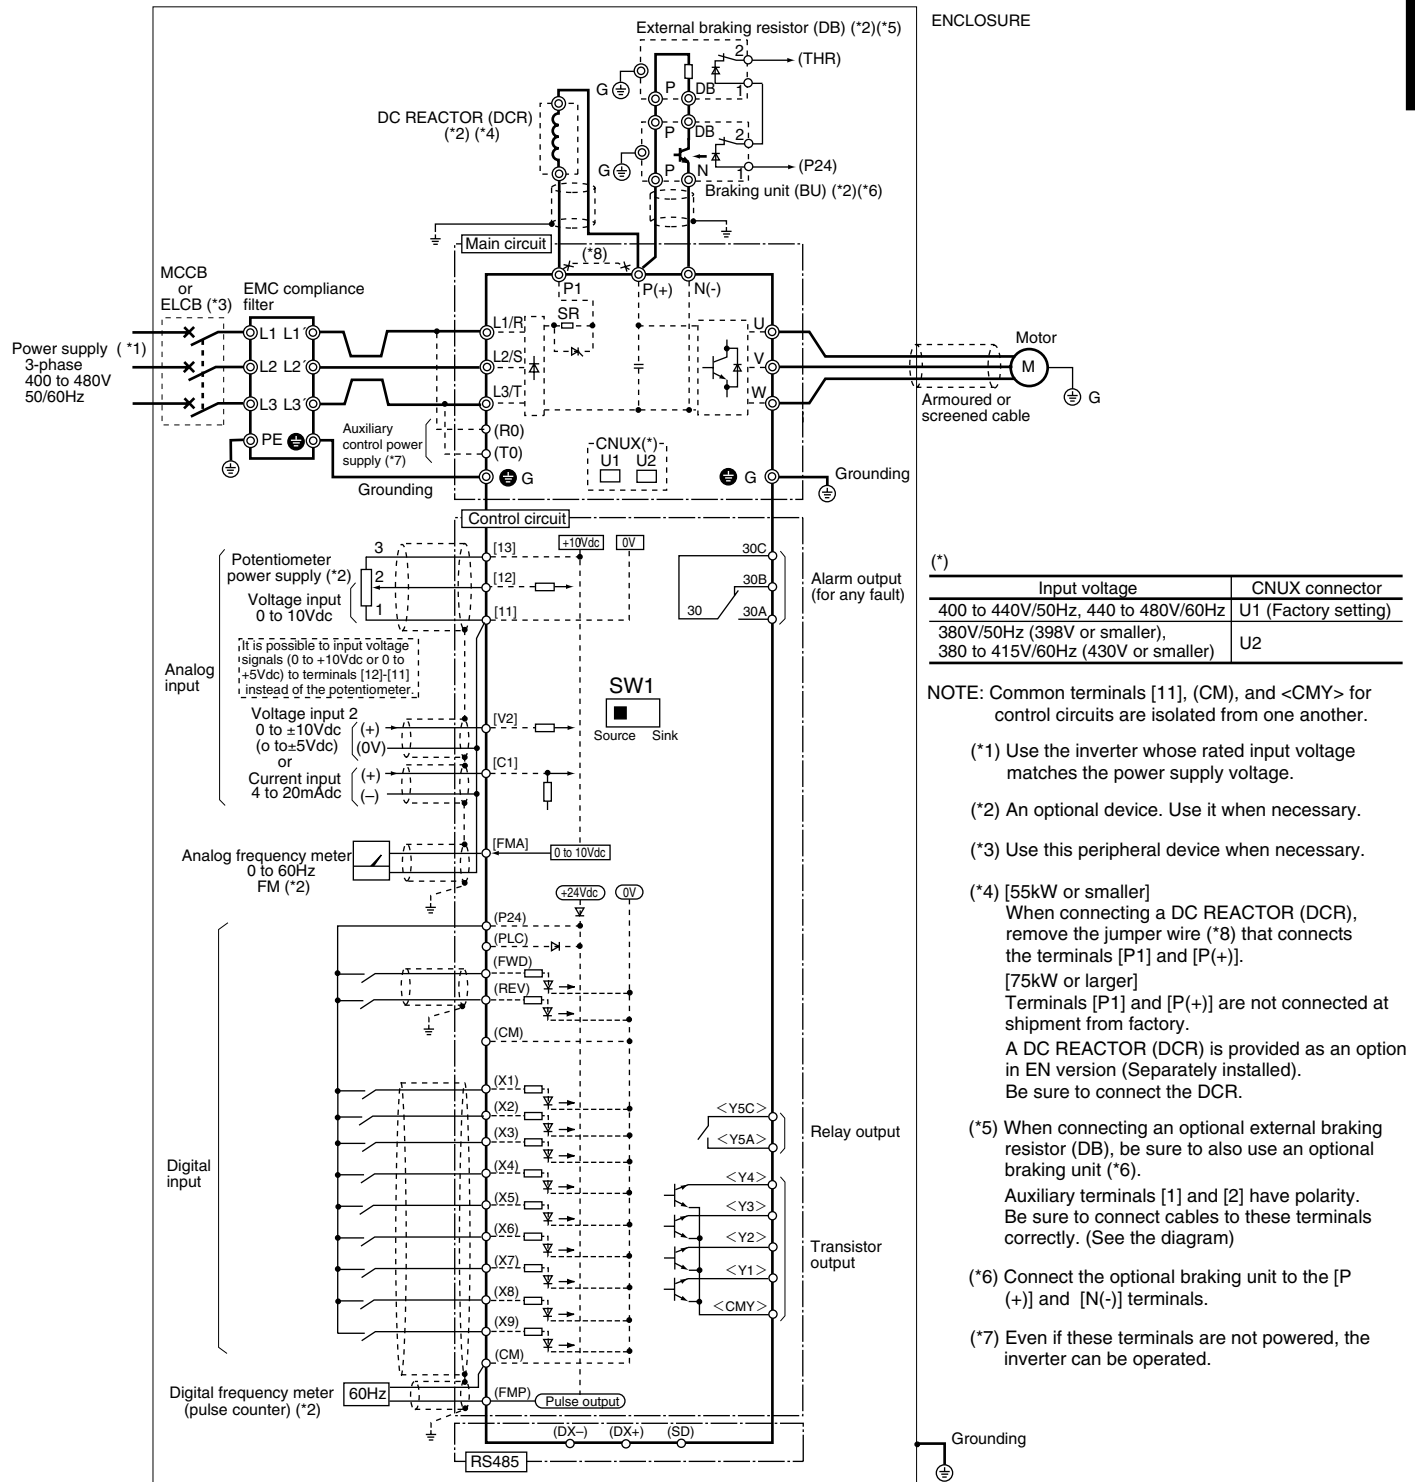 ENCLOSURE
External braking resistor (DB) (*2)(*5)
2
(THR)
G
P
DB
1
DC REACTOR (DCR)
(*2) (*4)
P
DB
2
G
P
N
1
(P24)
Braking unit (BU) (*2)(*6)
Main circuit
(*8)
P1
P(+)
N(-)
MCCB
or
ELCB (*3)
EMC compliance
filter
SR
L1 L1´
L1/R
U
Power supply (*1)
3-phase
400 to 480V
50/60Hz
L2 L2´
L2/S
V
Motor
M
G
L3 L3´
L3/T
W
Armoured or
screened cable
Auxiliary
control power
supply (*7)
(R0)
(T0)
CNUX(*)
U1 U2
PE
G
G
Grounding
Grounding
Control circuit
Potentiometer
power supply (*2)
Voltage input
0 to 10Vdc
3
2
1
[13]
[12]
[11]
+10Vdc
0V
30C
30B
30
30A
Alarm output
(for any fault)
It is possible to input voltage
signals (0 to +10Vdc or 0 to
+5Vdc) to terminals [12]-[11]
instead of the potentiometer.
Analog
input
SW1
Source Sink
Voltage input 2
0 to ±10Vdc
(o to±5Vdc)
or
Current input
4 to 20mAdc
(+)
(0V)
(+)
(–)
[V2]
[C1]
Analog frequency meter
0 to 60Hz
FM (*2)
[FMA]
0 to 10Vdc
+24Vdc
0V
(P24)
(PLC)
(FWD)
(REV)
(CM)
(X1)
(X2)
(X3)
(X4)
(X5)
(X6)
(X7)
(X8)
(X9)
(CM)
Digital
input
<Y5C>
<Y5A>
Relay output
<Y4>
<Y3>
<Y2>
<Y1>
<CMY>
Transistor
output
Digital frequency meter
(pulse counter) (*2)
60Hz
(FMP)
Pulse output
(DX–) (DX+) (SD)
RS485
Grounding
(*)
Input voltage CNUX connector
400 to 440V/50Hz, 440 to 480V/60Hz U1 (Factory setting)
380V/50Hz (398V or smaller),
380 to 415V/60Hz (430V or smaller) U2
NOTE: Common terminals [11], (CM), and <CMY> for
control circuits are isolated from one another.
(*1) Use the inverter whose rated input voltage
matches the power supply voltage.
(*2) An optional device. Use it when necessary.
(*3) Use this peripheral device when necessary.
(*4) [55kW or smaller]
When connecting a DC REACTOR (DCR),
remove the jumper wire (*8) that connects
the terminals [P1] and [P(+)].
[75kW or larger]
Terminals [P1] and [P(+)] are not connected at
shipment from factory.
A DC REACTOR (DCR) is provided as an option
in EN version (Separately installed).
Be sure to connect the DCR.
(*5) When connecting an optional external braking
resistor (DB), be sure to also use an optional
braking unit (*6).
Auxiliary terminals [1] and [2] have polarity.
Be sure to connect cables to these terminals
correctly. (See the diagram)
(*6) Connect the optional braking unit to the [P
(+)] and [N(-)] terminals.
(*7) Even if these terminals are not powered, the
inverter can be operated.